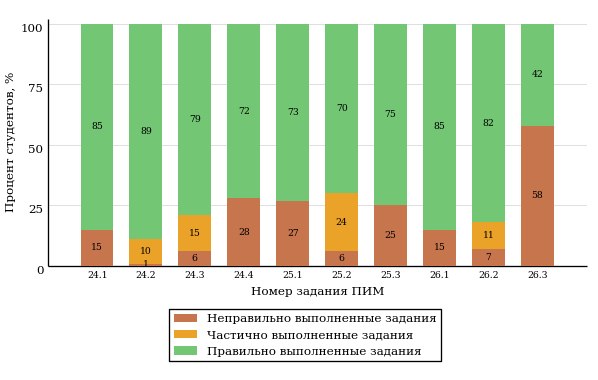 Процент студентов, %
100
75
50
25
0
85 89 79 72 73 70 75 85 82 42
15 10 1 15 6 28 27 24 6 25 15 11 7 58
24.1 24.2 24.3 24.4 25.1 25.2 25.3 26.1 26.2 26.3
Номер задания ПИМ
Неправильно выполненные задания
Частично выполненные задания
Правильно выполненные задания